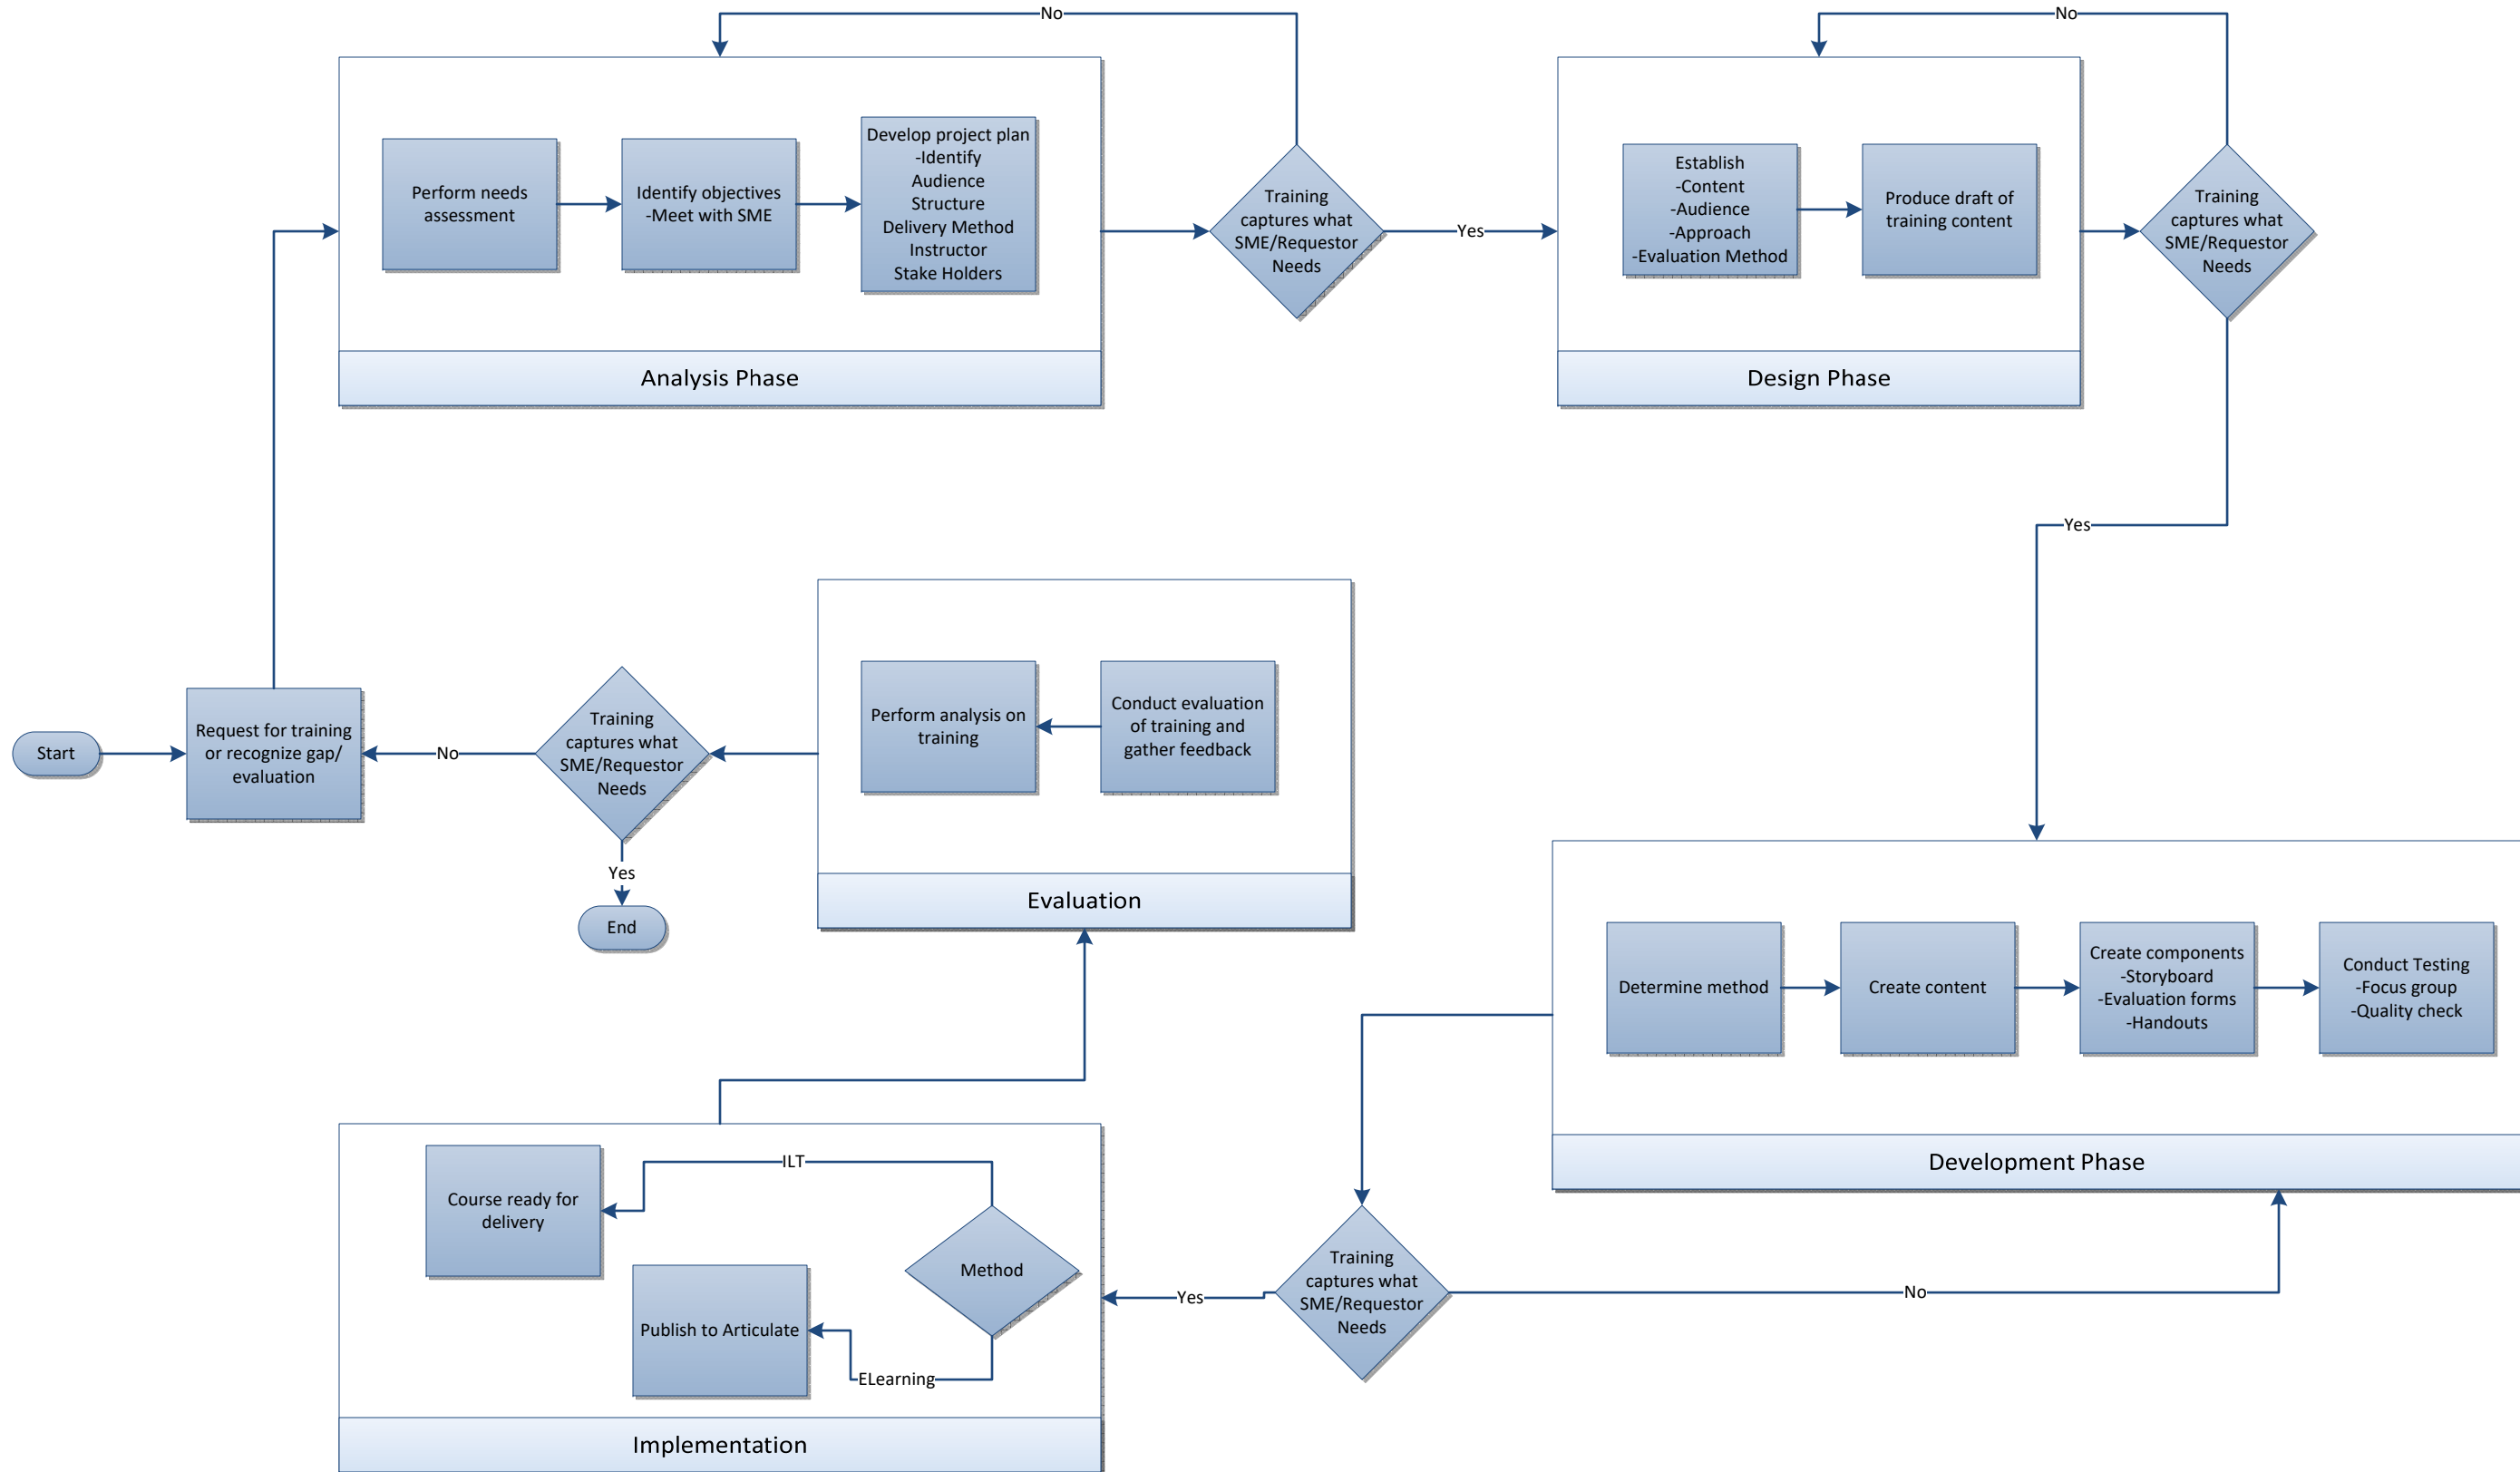 No
No
Perform needs
assessment
Identify objectives
-Meet with SME
Develop project plan
-Identify
Audience
Structure
Delivery Method
Instructor
Stake Holders
Training
captures what
SME/Requestor
Needs
Yes
Establish
-Content
-Audience
-Approach
-Evaluation Method
Produce draft of
training content
Training
captures what
SME/Requestor
Needs
Analysis Phase
Design Phase
Yes
Start
Request for training
or recognize gap/
evaluation
No
Training
captures what
SME/Requestor
Needs
Yes
End
Perform analysis on
training
Conduct evaluation
of training and
gather feedback
Evaluation
Determine method
Create content
Create components
-Storyboard
-Evaluation forms
-Handouts
Conduct Testing
-Focus group
-Quality check
Development Phase
Course ready for
delivery
ILT
Method
Publish to Articulate
ELearning
Yes
Training
captures what
SME/Requestor
Needs
No
Implementation